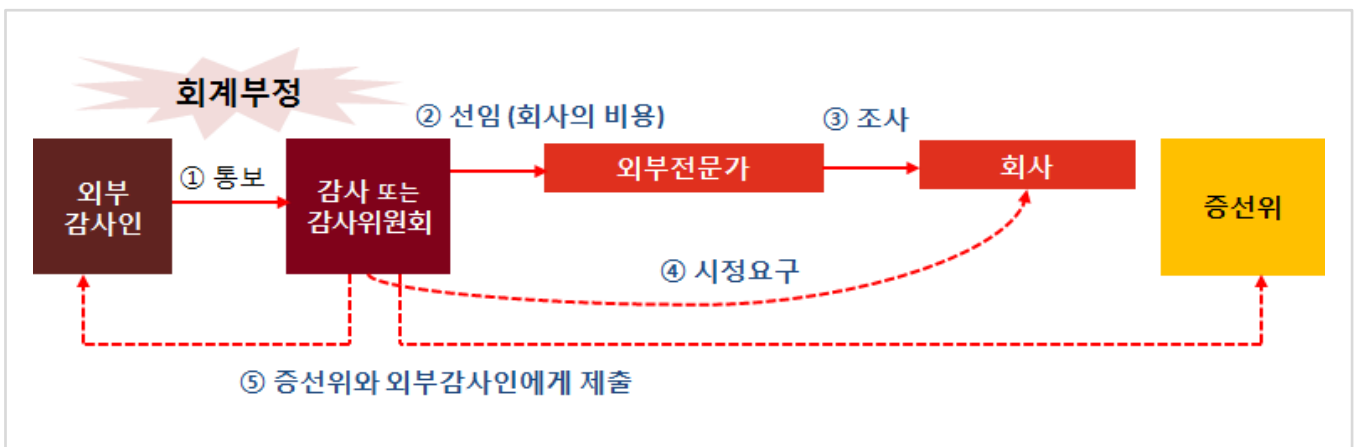 회계부정
② 선임 (회사의 비용)
③ 조사
외부
감사인
① 통보
감사 또는
감사위원회
외부전문가
회사
증선위
④ 시정요구
⑤ 증선위와 외부감사인에게 제출